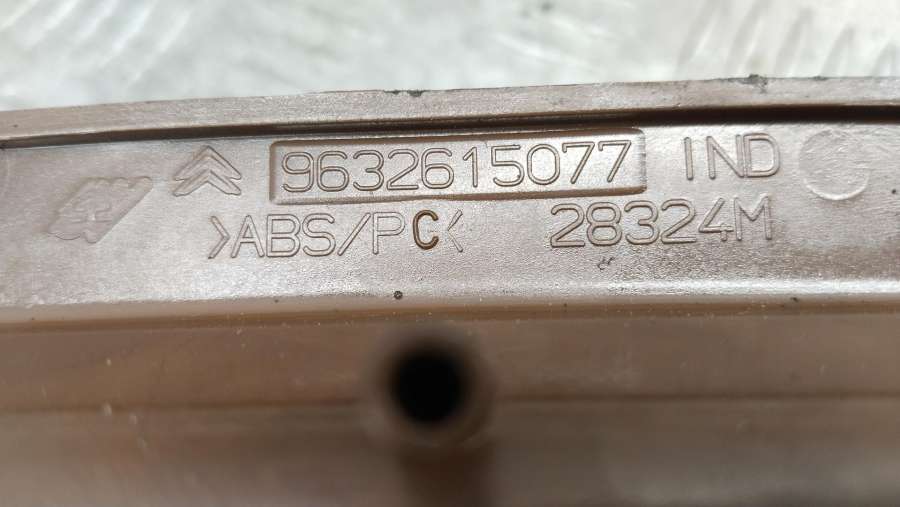 9632615077 IND
>ABS/PC< 28324M